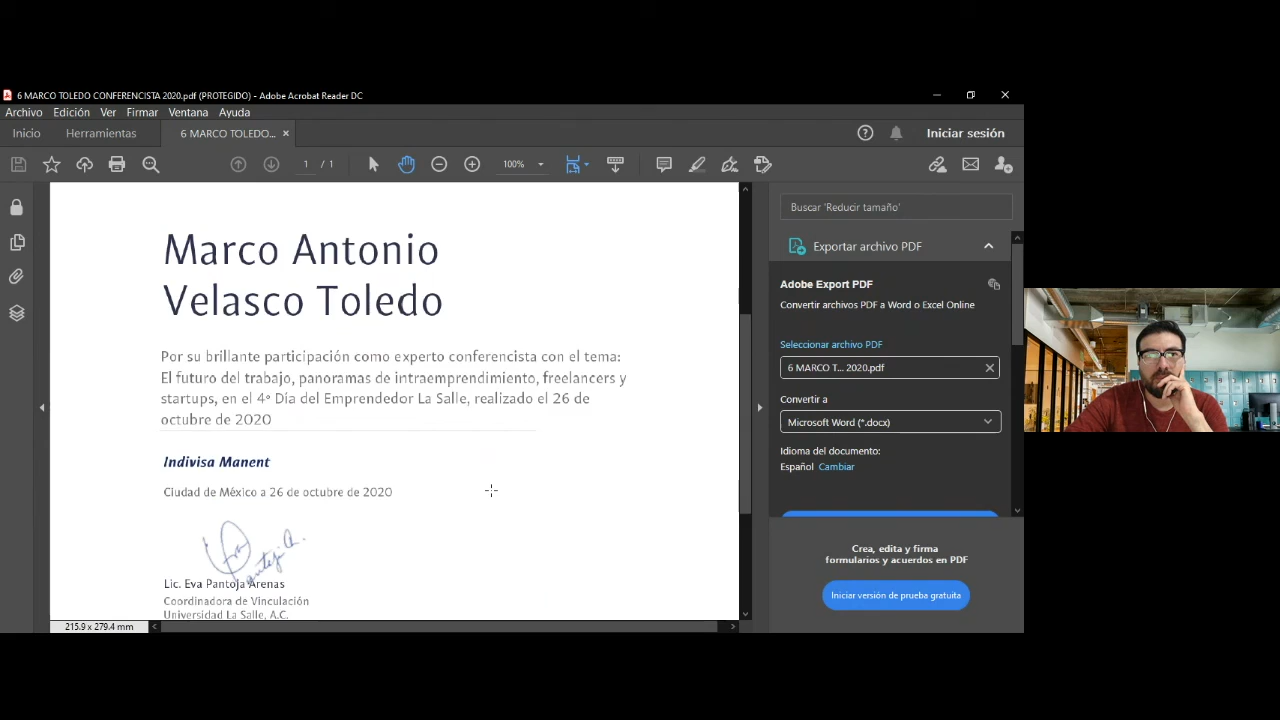 6 MARCO TOLEDO CONFERENCISTA 2020.pdf (PROTEGIDO) - Adobe Acrobat Reader DC
Archivo Edición Ver Firmar Ventana Ayuda
Inicio Herramientas 6 MARCO TOLEDO... × Iniciar sesión
1 / 1 100%
Marco Antonio
Velasco Toledo
Por su brillante participación como experto conferencista con el tema:
El futuro del trabajo, panoramas de intraemprendimiento, freelancers y
startups, en el 4º Día del Emprendedor La Salle, realizado el 26 de
octubre de 2020
Indivisa Manent
Ciudad de México a 26 de octubre de 2020
Lic. Eva Pantoja Arenas
Coordinadora de Vinculación
Universidad La Salle, A.C.
215.9 x 279.4 mm
Buscar 'Reducir tamaño'
Exportar archivo PDF
Adobe Export PDF
Convertir archivos PDF a Word o Excel Online
Seleccionar archivo PDF
6 MARCO T... 2020.pdf
Convertir a
Microsoft Word (*.docx)
Idioma del documento:
Español Cambiar
Crea, edita y firma
formularios y acuerdos en PDF
Iniciar versión de prueba gratuita